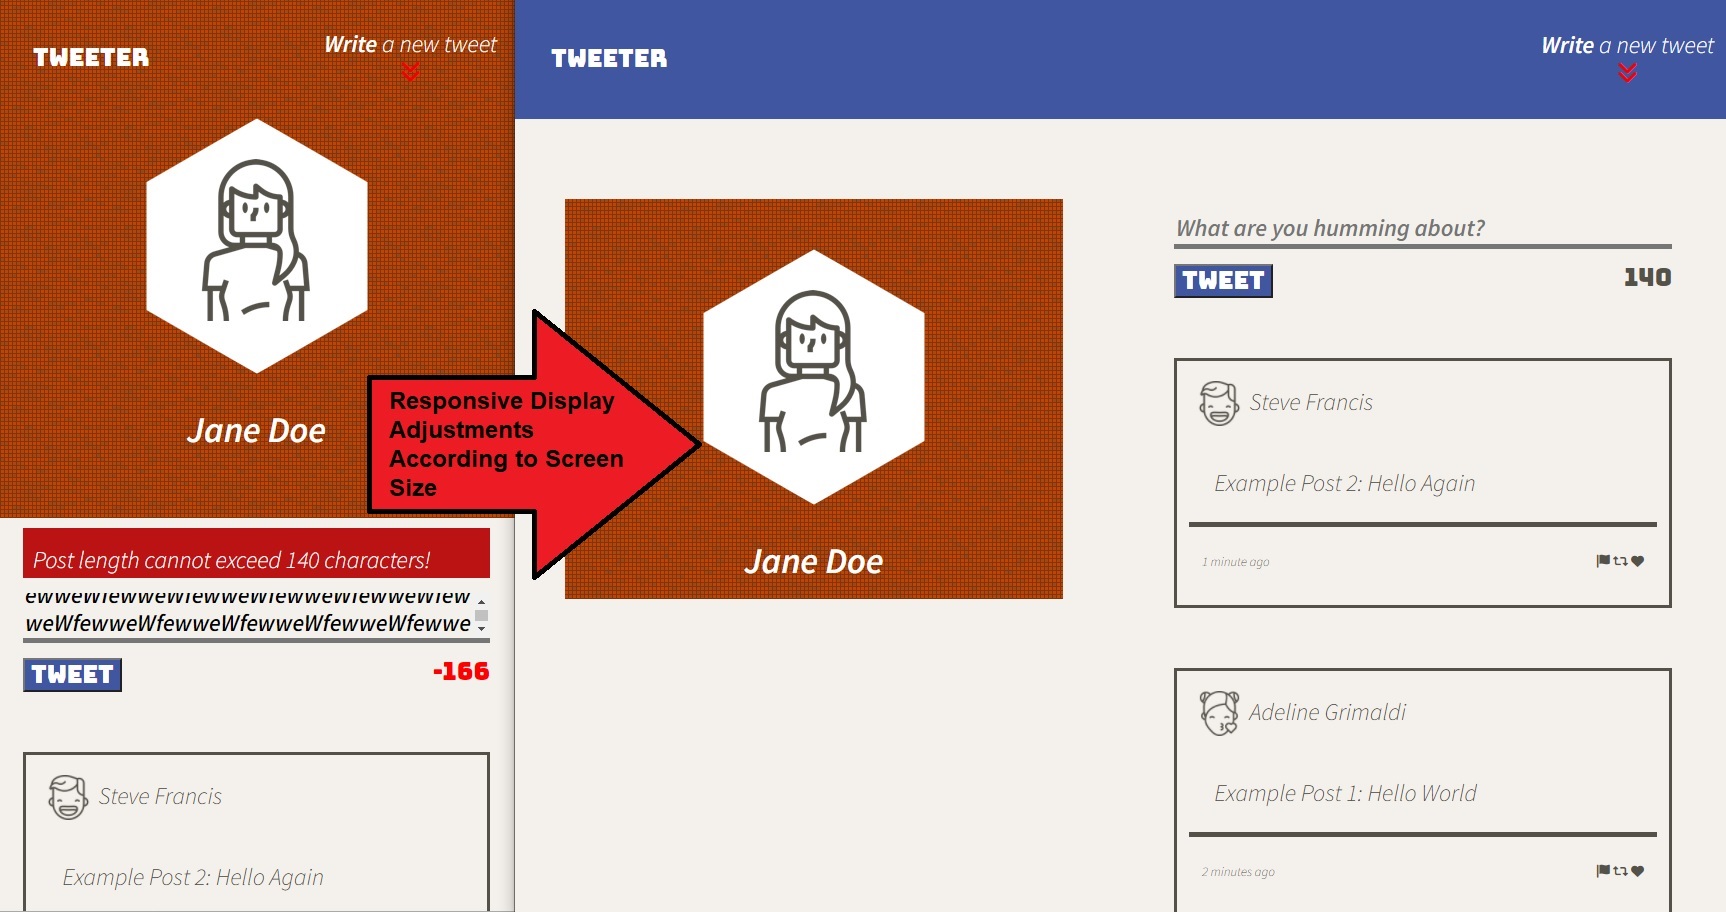 TWEETER
Write a new tweet
Jane Doe
Post length cannot exceed 140 characters!
ewweWfewweWfewweWfewweWfewweWfew
weWfewweWfewweWfewweWfewweWfewwe
TWEET
-166
Steve Francis
Example Post 2: Hello Again
Responsive Display
Adjustments
According to Screen
Size
TWEETER
Write a new tweet
Jane Doe
What are you humming about?
TWEET
140
Steve Francis
Example Post 2: Hello Again
1 minute ago
Adeline Grimaldi
Example Post 1: Hello World
2 minutes ago